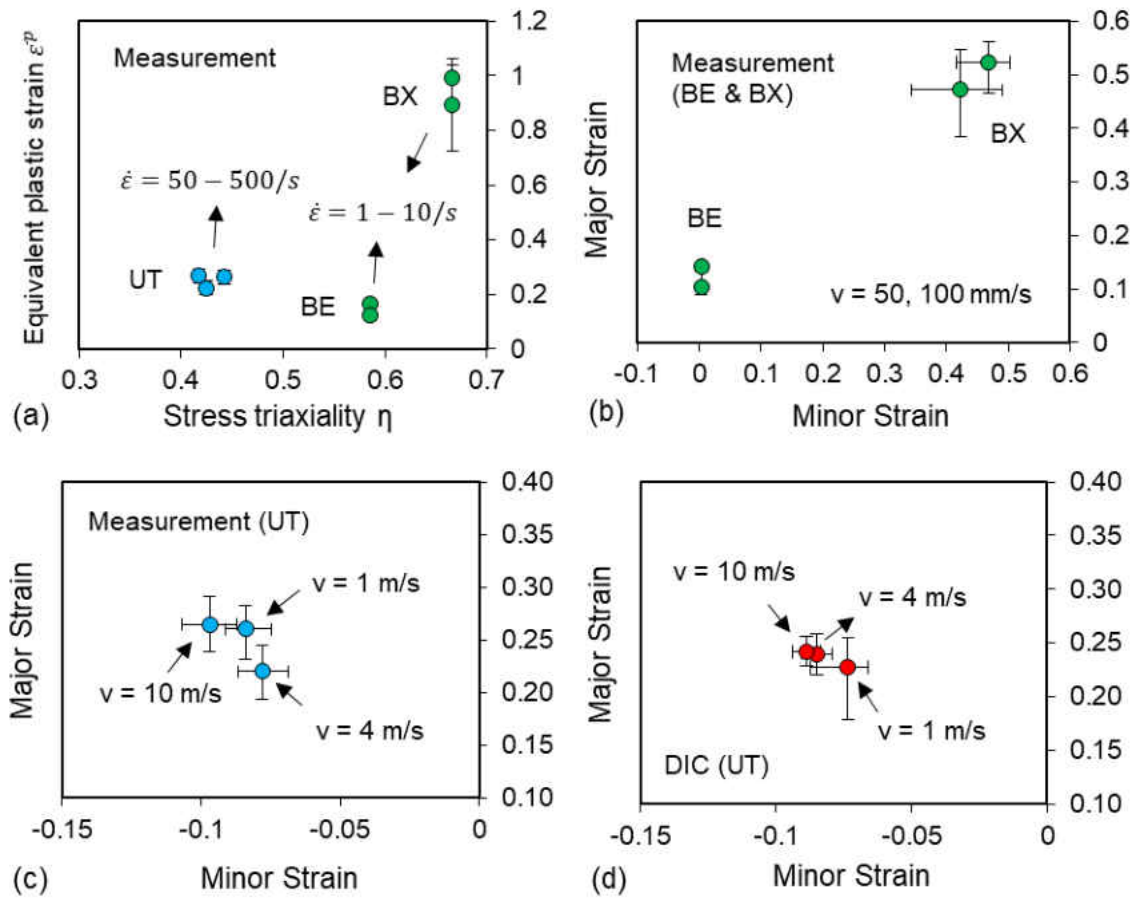 Equivalent plastic strain ε̄ᵖ
Measurement
BX
ε̇ = 50 − 500/s
ε̇ = 1 − 10/s
UT
BE
1.2
1
0.8
0.6
0.4
0.2
0
0.3
0.4
0.5
0.6
0.7
(a)
Stress triaxiality η
Major Strain
Measurement
(BE & BX)
BX
BE
v = 50, 100 mm/s
0.6
0.5
0.4
0.3
0.2
0.1
0
-0.1
0
0.1
0.2
0.3
0.4
0.5
0.6
(b)
Minor Strain
Major Strain
Measurement (UT)
v = 1 m/s
v = 10 m/s
v = 4 m/s
0.40
0.35
0.30
0.25
0.20
0.15
0.10
-0.15
-0.1
-0.05
0
(c)
Minor Strain
Major Strain
v = 10 m/s
v = 4 m/s
v = 1 m/s
DIC (UT)
0.40
0.35
0.30
0.25
0.20
0.15
0.10
-0.15
-0.1
-0.05
0
(d)
Minor Strain